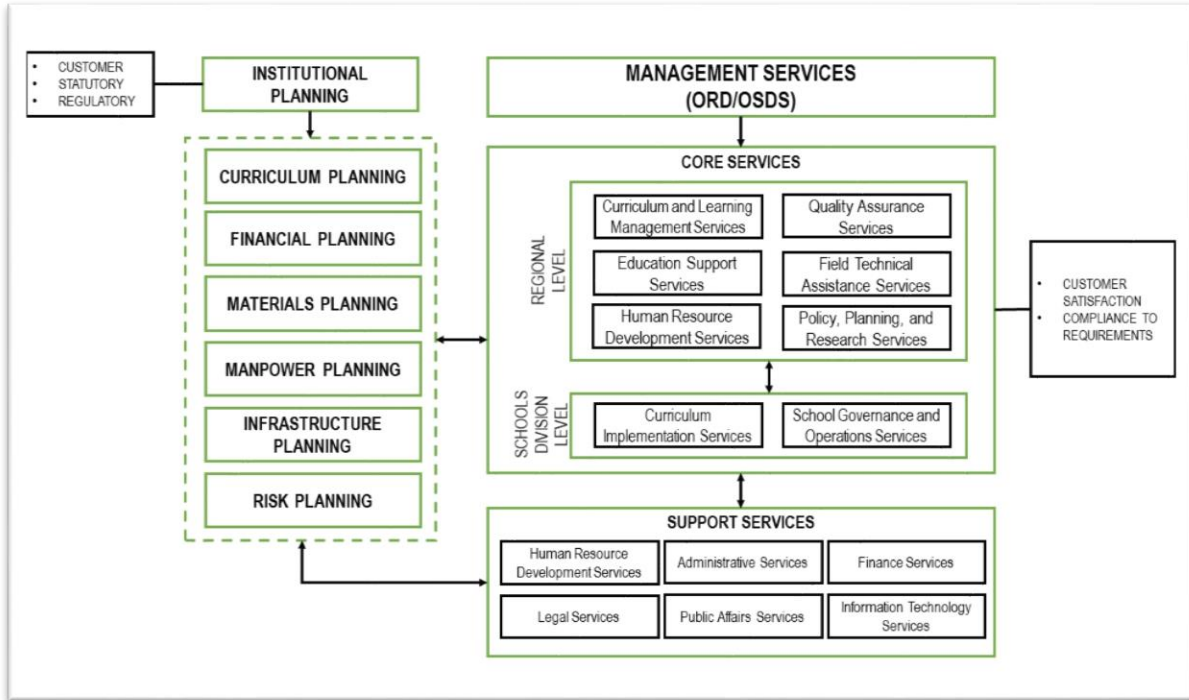 • CUSTOMER
• STATUTORY
• REGULATORY
INSTITUTIONAL
PLANNING
CURRICULUM PLANNING
FINANCIAL PLANNING
MATERIALS PLANNING
MANPOWER PLANNING
INFRASTRUCTURE
PLANNING
RISK PLANNING
MANAGEMENT SERVICES
(ORD/OSDS)
CORE SERVICES
REGIONAL
LEVEL
Curriculum and Learning
Management Services
Quality Assurance
Services
Education Support
Services
Field Technical
Assistance Services
Human Resource
Development Services
Policy, Planning, and
Research Services
SCHOOLS
DIVISION
LEVEL
Curriculum
Implementation Services
School Governance and
Operations Services
SUPPORT SERVICES
Human Resource
Development Services
Administrative Services
Finance Services
Legal Services
Public Affairs Services
Information Technology
Services
• CUSTOMER
SATISFACTION
• COMPLIANCE TO
REQUIREMENTS